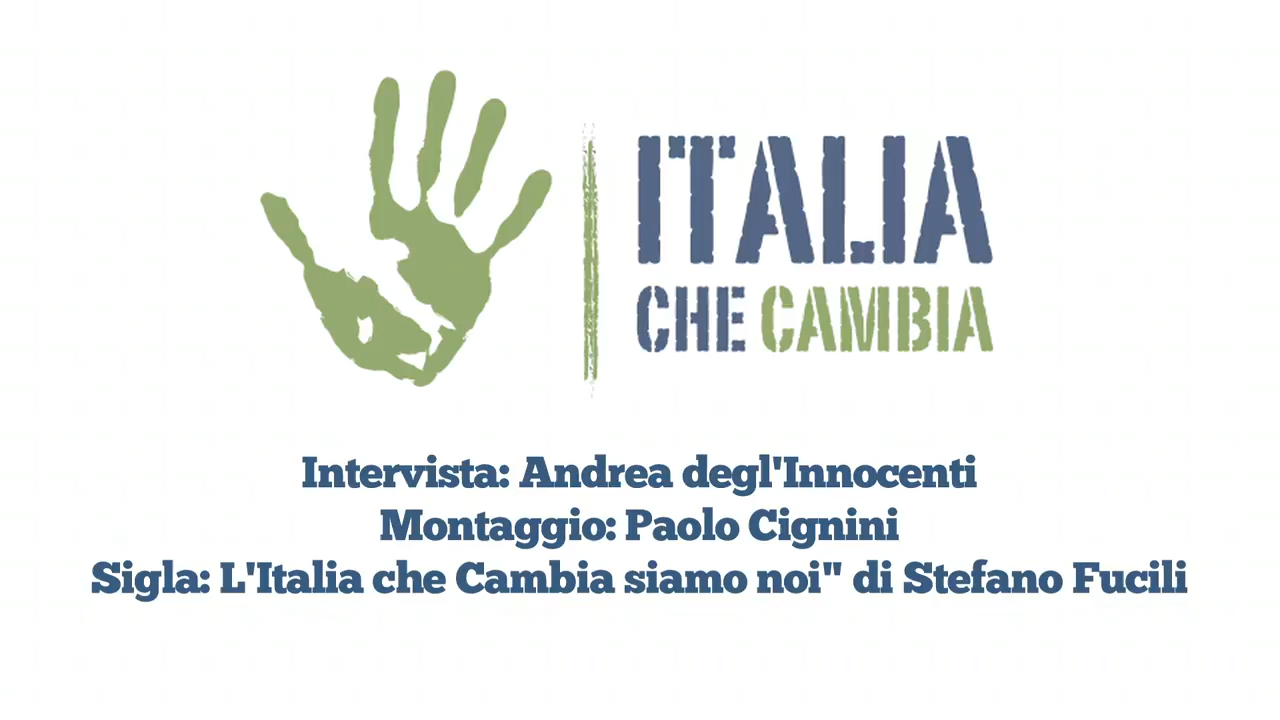 ITALIA
CHE CAMBIA
Intervista: Andrea degl'Innocenti
Montaggio: Paolo Cignini
Sigla: L'Italia che Cambia siamo noi" di Stefano Fucili